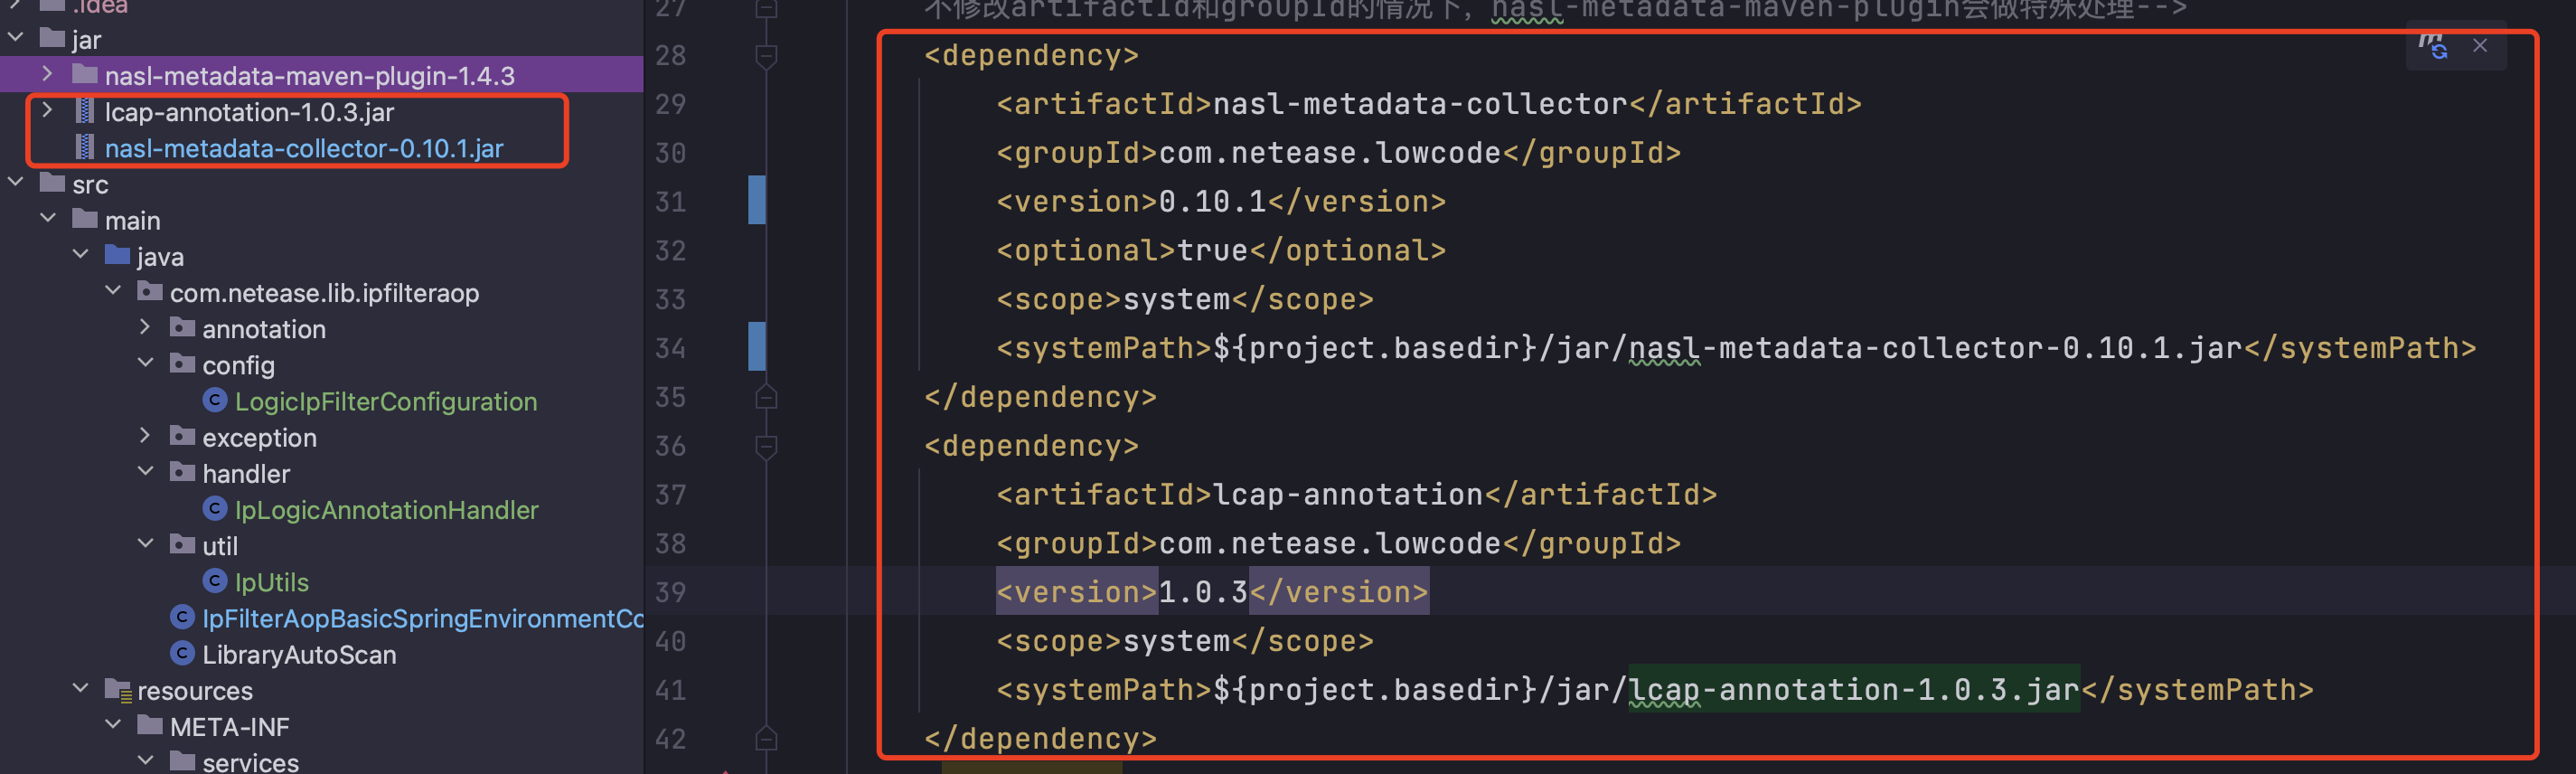 .idea
jar
nasl-metadata-maven-plugin-1.4.3
lcap-annotation-1.0.3.jar
nasl-metadata-collector-0.10.1.jar
src
main
java
com.netease.lib.ipfilteraop
annotation
config
LogicIpFilterConfiguration
exception
handler
IpLogicAnnotationHandler
util
IpUtils
IpFilterAopBasicSpringEnvironmentCo
LibraryAutoScan
resources
META-INF
services
27 不修改artifactId和groupId的情况下，nasl-metadata-maven-plugin会做特殊处理-->
28 <dependency>
29 <artifactId>nasl-metadata-collector</artifactId>
30 <groupId>com.netease.lowcode</groupId>
31 <version>0.10.1</version>
32 <optional>true</optional>
33 <scope>system</scope>
34 <systemPath>${project.basedir}/jar/nasl-metadata-collector-0.10.1.jar</systemPath>
35 </dependency>
36 <dependency>
37 <artifactId>lcap-annotation</artifactId>
38 <groupId>com.netease.lowcode</groupId>
39 <version>1.0.3</version>
40 <scope>system</scope>
41 <systemPath>${project.basedir}/jar/lcap-annotation-1.0.3.jar</systemPath>
42 </dependency>